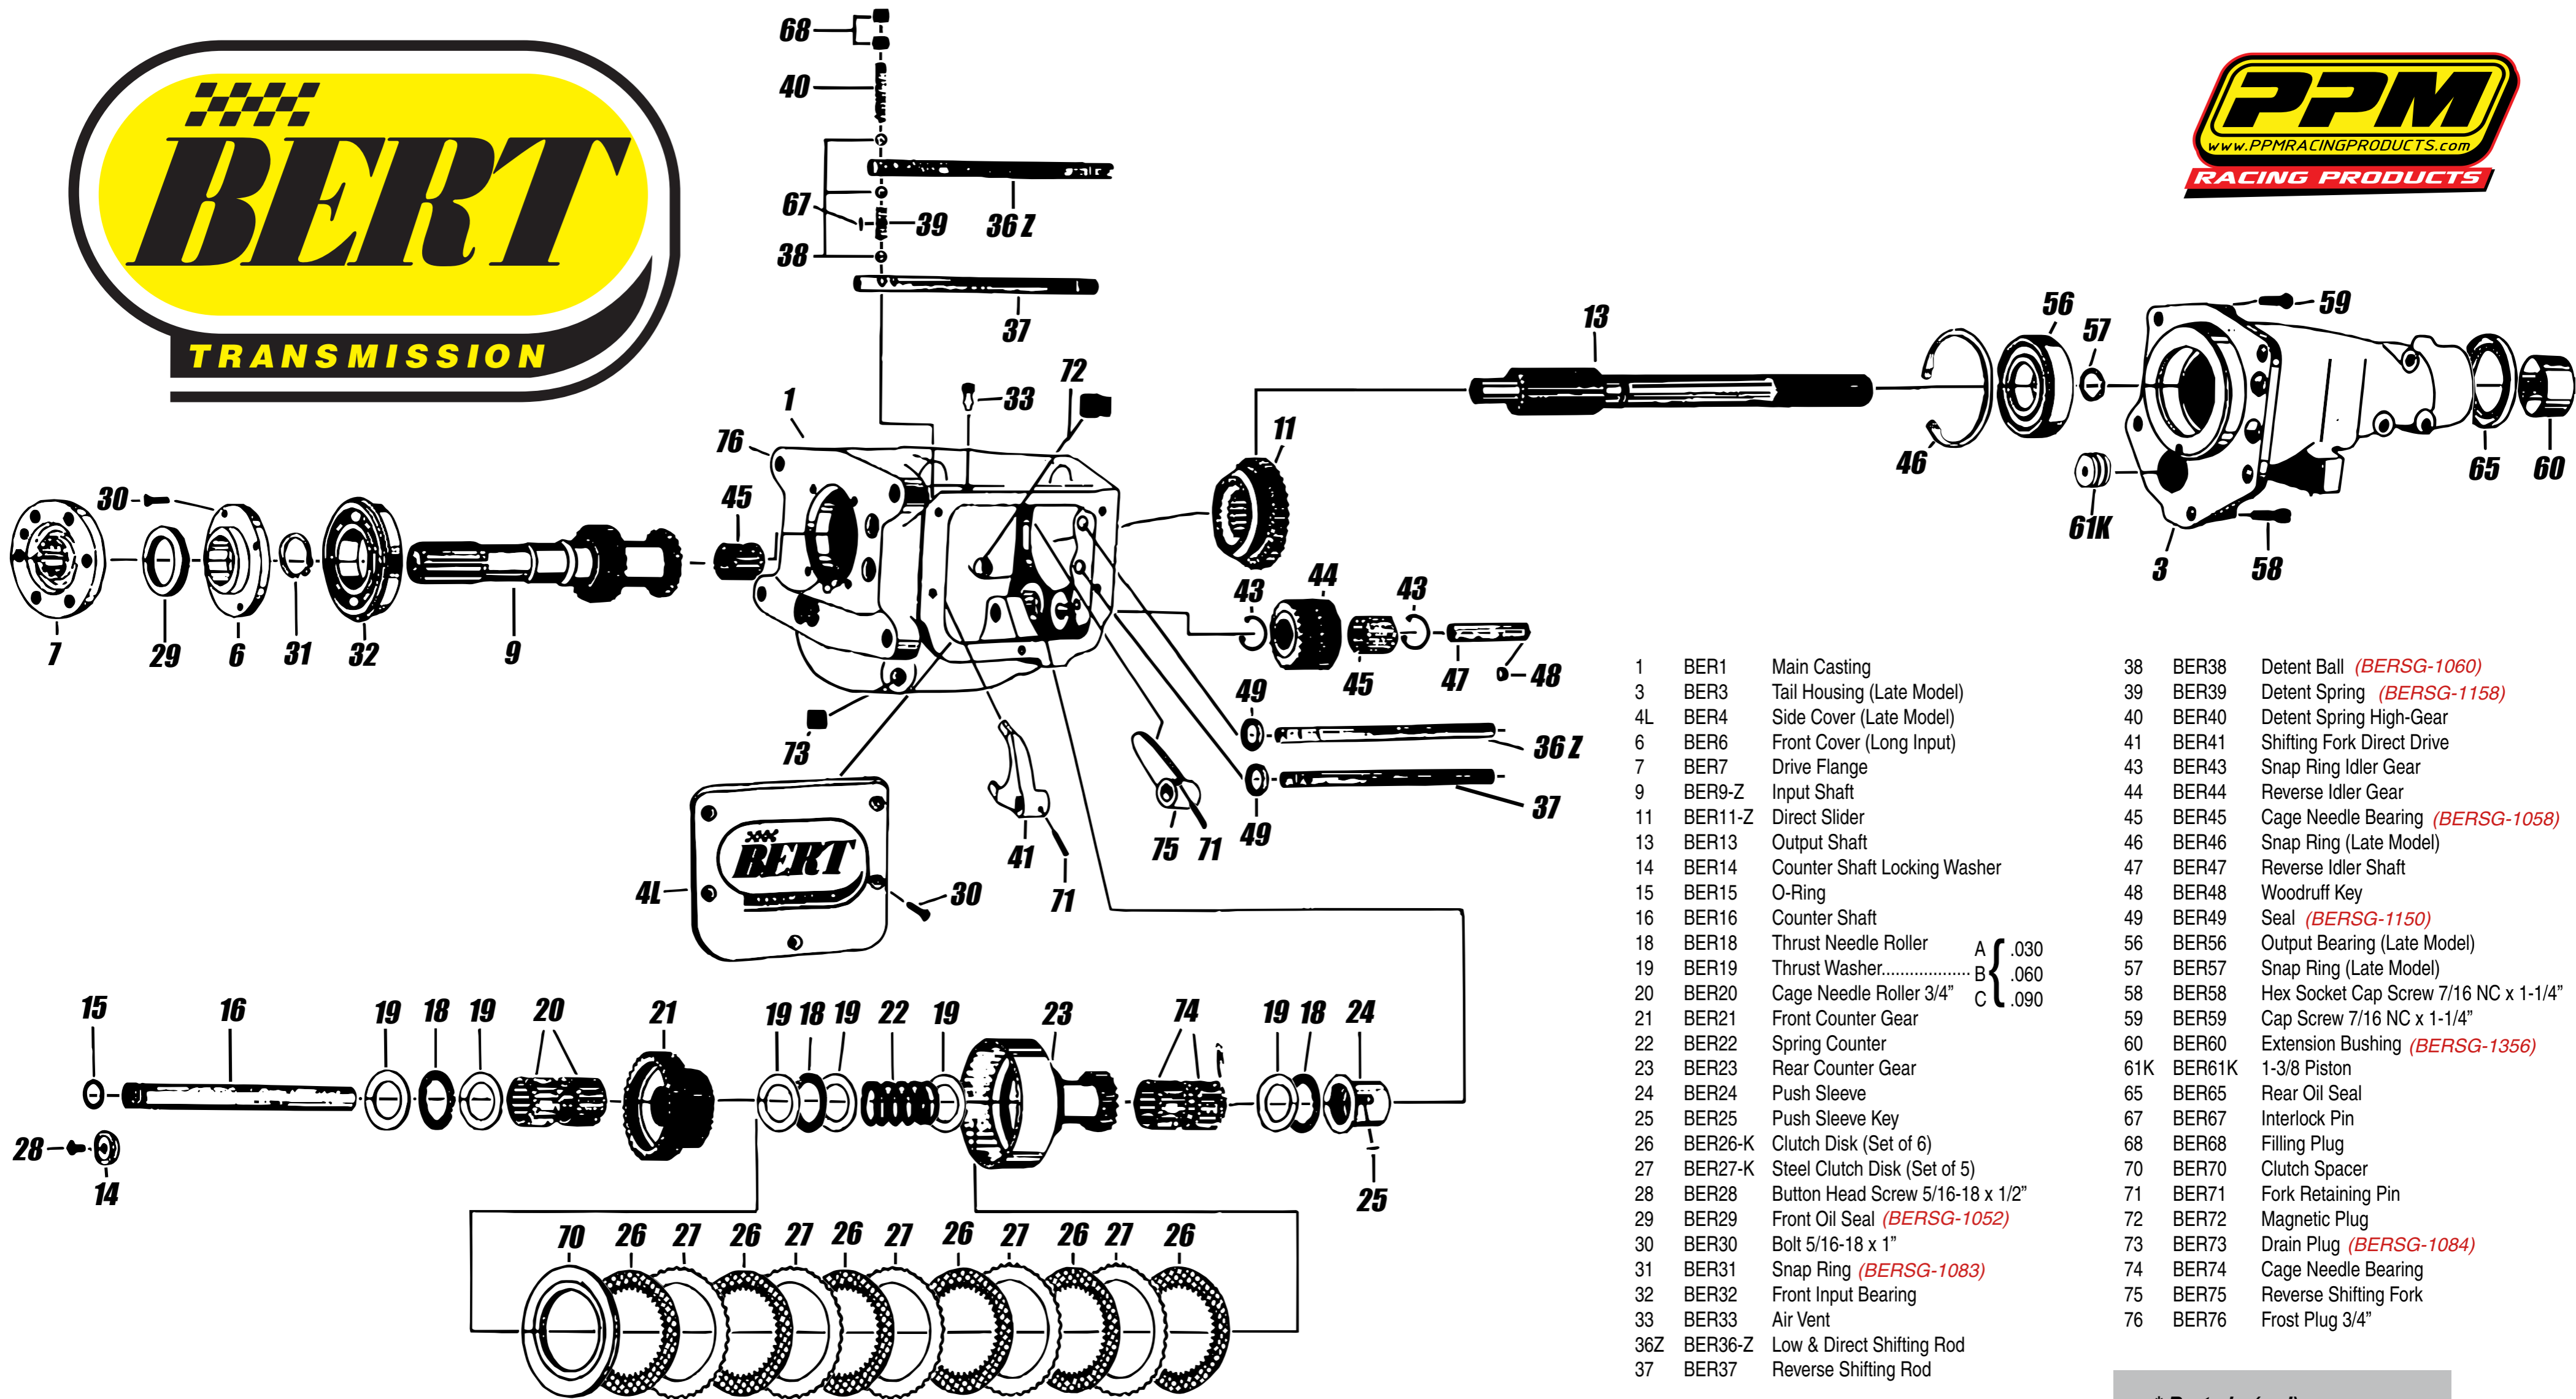 BERT
TRANSMISSION
PPM
www.PPMRACINGPRODUCTS.com
RACING PRODUCTS
68
40
67
39
36 Z
38
37
72
33
1
76
11
13
56
57
59
46
65
60
61K
3
58
30
45
7
29
6
31
32
9
43
44
43
45
47
48
49
36 Z
37
49
73
41
71
75
71
BERT
4L
30
15
16
19
18
19
20
21
19
18
19
22
19
23
74
19
18
24
28
14
25
70
26
27
26
27
26
27
26
27
26
27
26
1 BER1 Main Casting
3 BER3 Tail Housing (Late Model)
4L BER4 Side Cover (Late Model)
6 BER6 Front Cover (Long Input)
7 BER7 Drive Flange
9 BER9-Z Input Shaft
11 BER11-Z Direct Slider
13 BER13 Output Shaft
14 BER14 Counter Shaft Locking Washer
15 BER15 O-Ring
16 BER16 Counter Shaft
18 BER18 Thrust Needle Roller A { .030
19 BER19 Thrust Washer................... B .060
20 BER20 Cage Needle Roller 3/4” C .090
21 BER21 Front Counter Gear
22 BER22 Spring Counter
23 BER23 Rear Counter Gear
24 BER24 Push Sleeve
25 BER25 Push Sleeve Key
26 BER26-K Clutch Disk (Set of 6)
27 BER27-K Steel Clutch Disk (Set of 5)
28 BER28 Button Head Screw 5/16-18 x 1/2”
29 BER29 Front Oil Seal (BERSG-1052)
30 BER30 Bolt 5/16-18 x 1”
31 BER31 Snap Ring (BERSG-1083)
32 BER32 Front Input Bearing
33 BER33 Air Vent
36Z BER36-Z Low & Direct Shifting Rod
37 BER37 Reverse Shifting Rod
38 BER38 Detent Ball (BERSG-1060)
39 BER39 Detent Spring (BERSG-1158)
40 BER40 Detent Spring High-Gear
41 BER41 Shifting Fork Direct Drive
43 BER43 Snap Ring Idler Gear
44 BER44 Reverse Idler Gear
45 BER45 Cage Needle Bearing (BERSG-1058)
46 BER46 Snap Ring (Late Model)
47 BER47 Reverse Idler Shaft
48 BER48 Woodruff Key
49 BER49 Seal (BERSG-1150)
56 BER56 Output Bearing (Late Model)
57 BER57 Snap Ring (Late Model)
58 BER58 Hex Socket Cap Screw 7/16 NC x 1-1/4”
59 BER59 Cap Screw 7/16 NC x 1-1/4”
60 BER60 Extension Bushing (BERSG-1356)
61K BER61K 1-3/8 Piston
65 BER65 Rear Oil Seal
67 BER67 Interlock Pin
68 BER68 Filling Plug
70 BER70 Clutch Spacer
71 BER71 Fork Retaining Pin
72 BER72 Magnetic Plug
73 BER73 Drain Plug (BERSG-1084)
74 BER74 Cage Needle Bearing
75 BER75 Reverse Shifting Fork
76 BER76 Frost Plug 3/4”